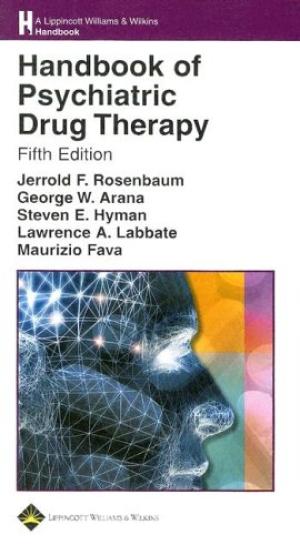 H A Lippincott Williams & Wilkins
Handbook
Handbook of
Psychiatric
Drug Therapy
Fifth Edition
Jerrold F. Rosenbaum
George W. Arana
Steven E. Hyman
Lawrence A. Labbate
Maurizio Fava
LIPPINCOTT WILLIAMS & WILKINS